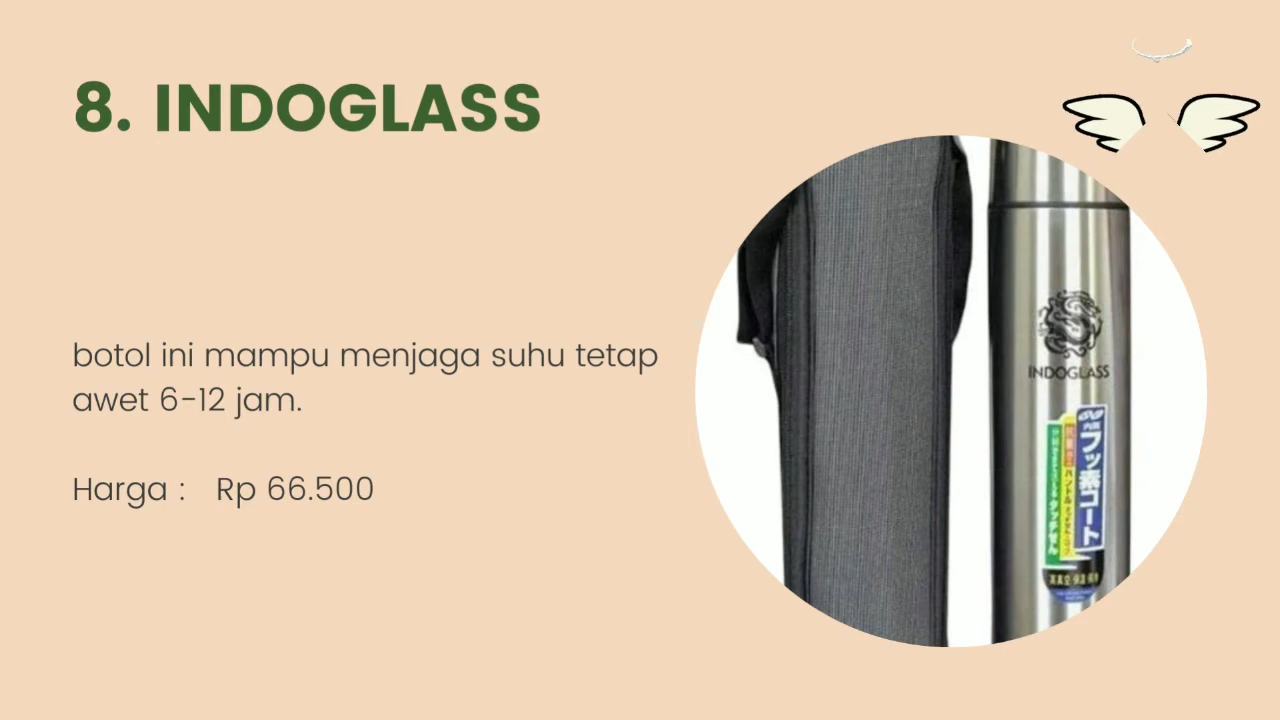 8. INDOGLASS
botol ini mampu menjaga suhu tetap
awet 6-12 jam.
Harga : Rp 66.500
INDOGLASS
フッ素コート